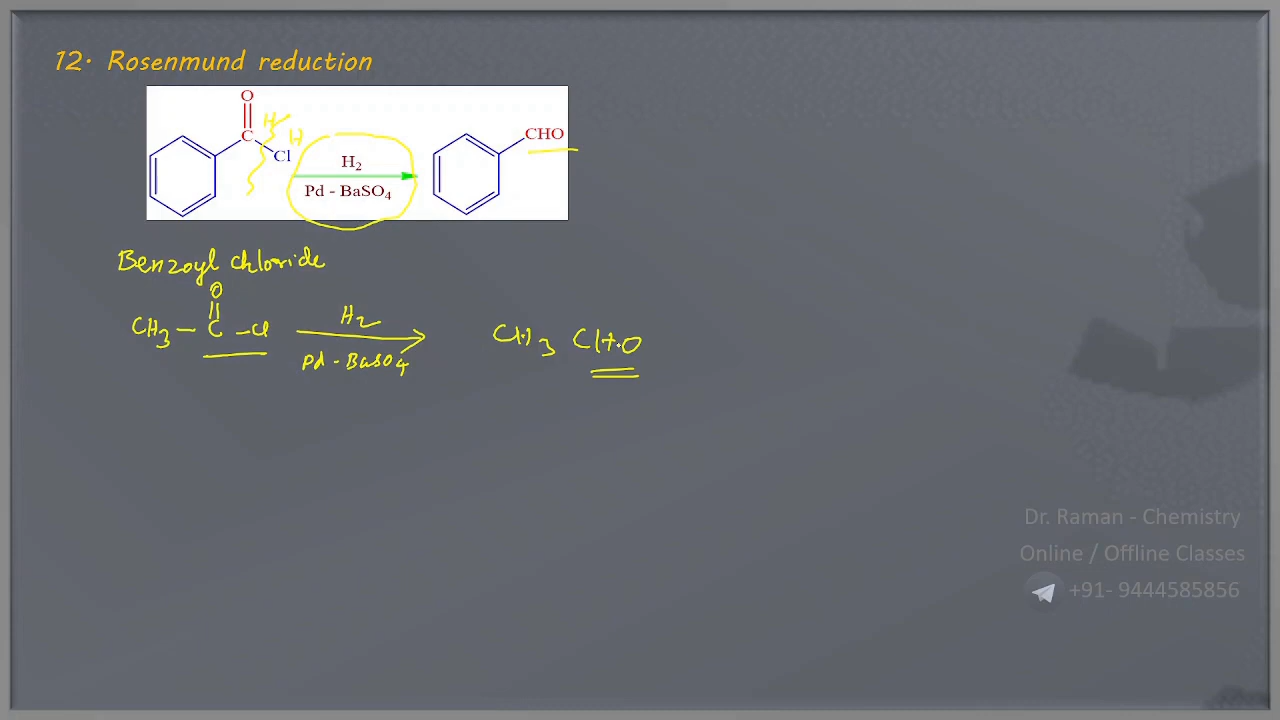 12. Rosenmund reduction
O
C
H H
Cl
H₂
Pd - BaSO₄
CHO
Benzoyl chloride
O
CH₃ - C - Cl
H₂
Pd - BaSO₄
CH₃ CHO
Dr. Raman - Chemistry
Online / Offline Classes
+91- 9444585856